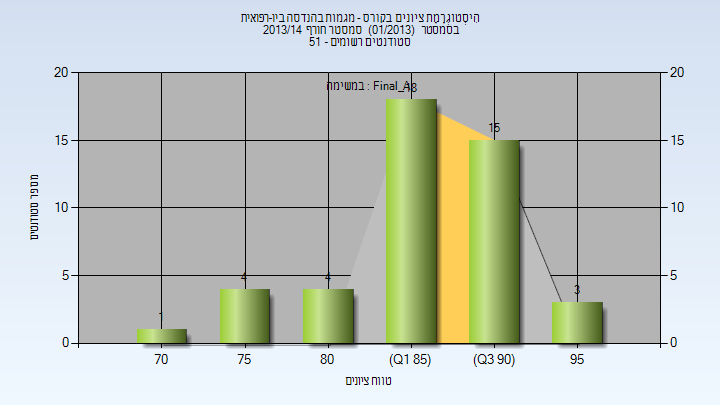 היסטוגרמת ציונים בקורס - מגמות בהנדסה ביו-רפואית
בסמסטר (01/2013) סמסטר חורף 2013/14
סטודנטים רשומים - 51
במשימה : Final_A
20
15
10
5
0
מספר סטודנטים
20
15
10
5
0
1
4
4
18
15
3
70
75
80
(Q1 85)
(Q3 90)
95
טווח ציונים